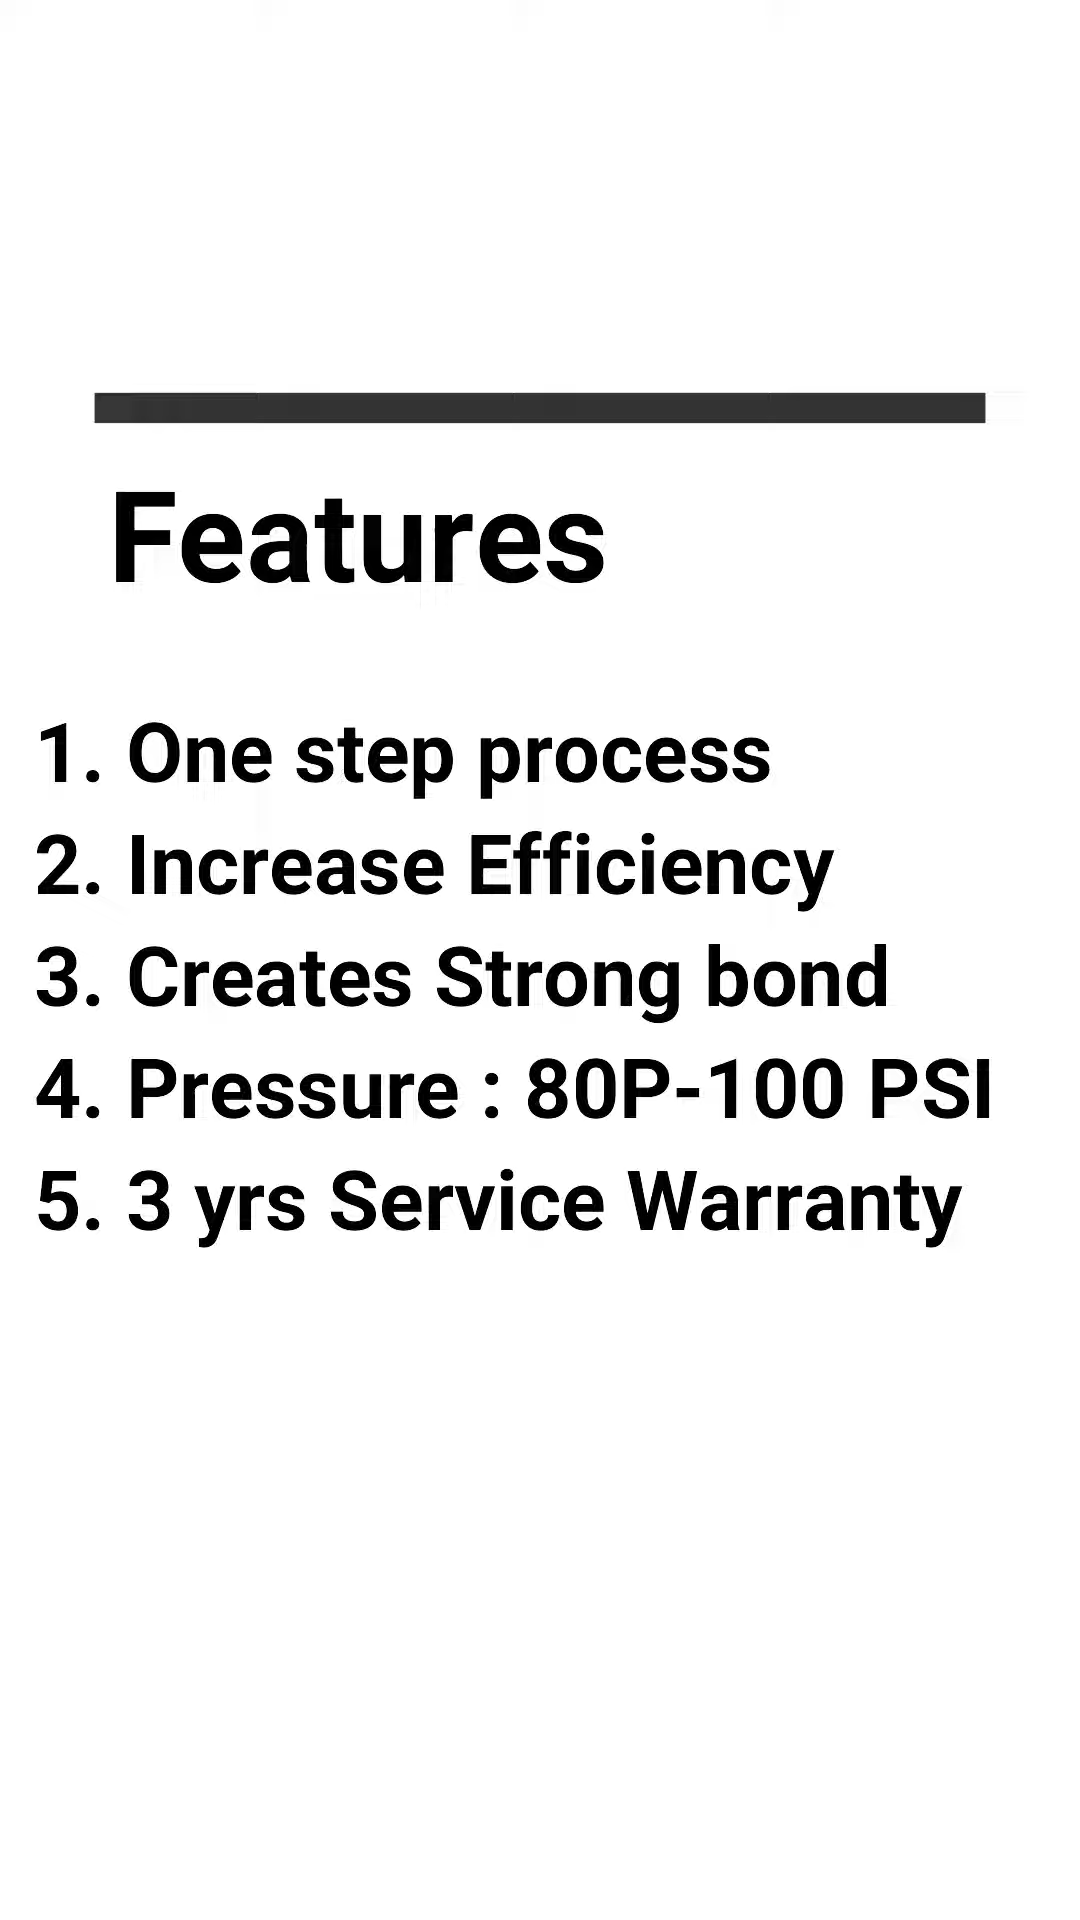 Features
1. One step process
2. Increase Efficiency
3. Creates Strong bond
4. Pressure : 80P-100 PSI
5. 3 yrs Service Warranty